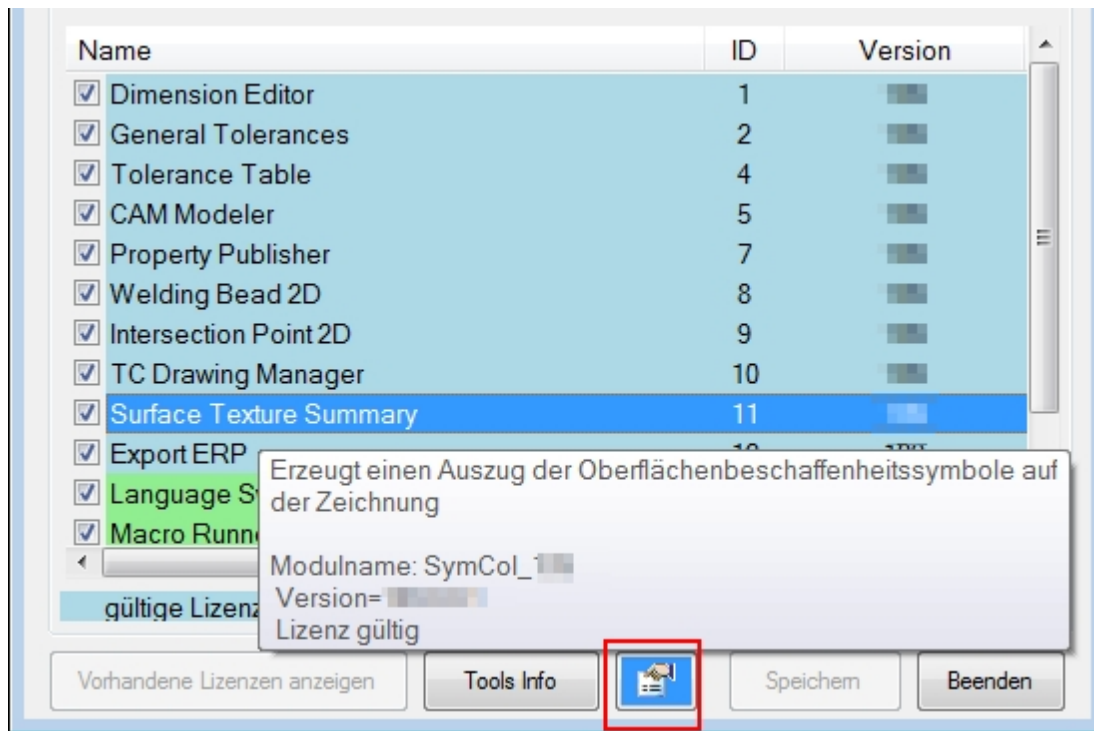 Name ID Version
Dimension Editor 1
General Tolerances 2
Tolerance Table 4
CAM Modeler 5
Property Publisher 7
Welding Bead 2D 8
Intersection Point 2D 9
TC Drawing Manager 10
Surface Texture Summary 11
Export ERP
Language
Macro
Erzeugt einen Auszug der Oberflächenbeschaffenheitssymbole auf
der Zeichnung
Modulname: SymCol_
Version=
Lizenz gültig
gültige
Vorhandene Lizenzen anzeigen Tools Info Speichern Beenden